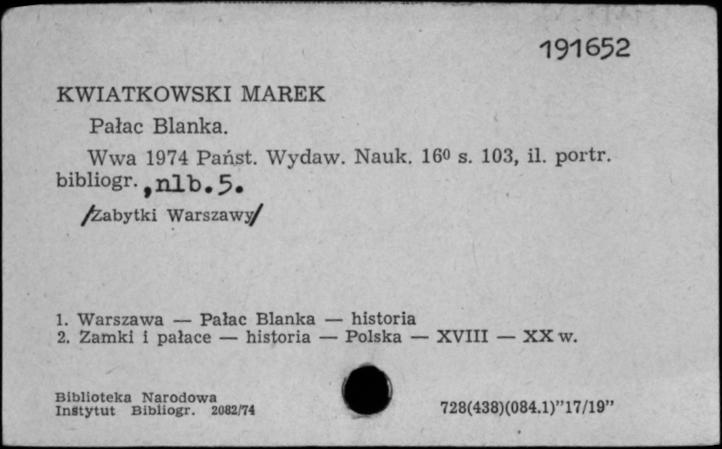 191652
KWIATKOWSKI MAREK
Pałac Blanka.
Wwa 1974 Państ. Wydaw. Nauk. 16⁰ s. 103, il. portr.
bibliogr. ,nlb.5.
/Zabytki Warszawy/
1. Warszawa — Pałac Blanka — historia
2. Zamki i pałace — historia — Polska — XVIII — XX w.
Biblioteka Narodowa
Instytut Bibliogr. 2082/74
728(438)(084.1)”17/19”